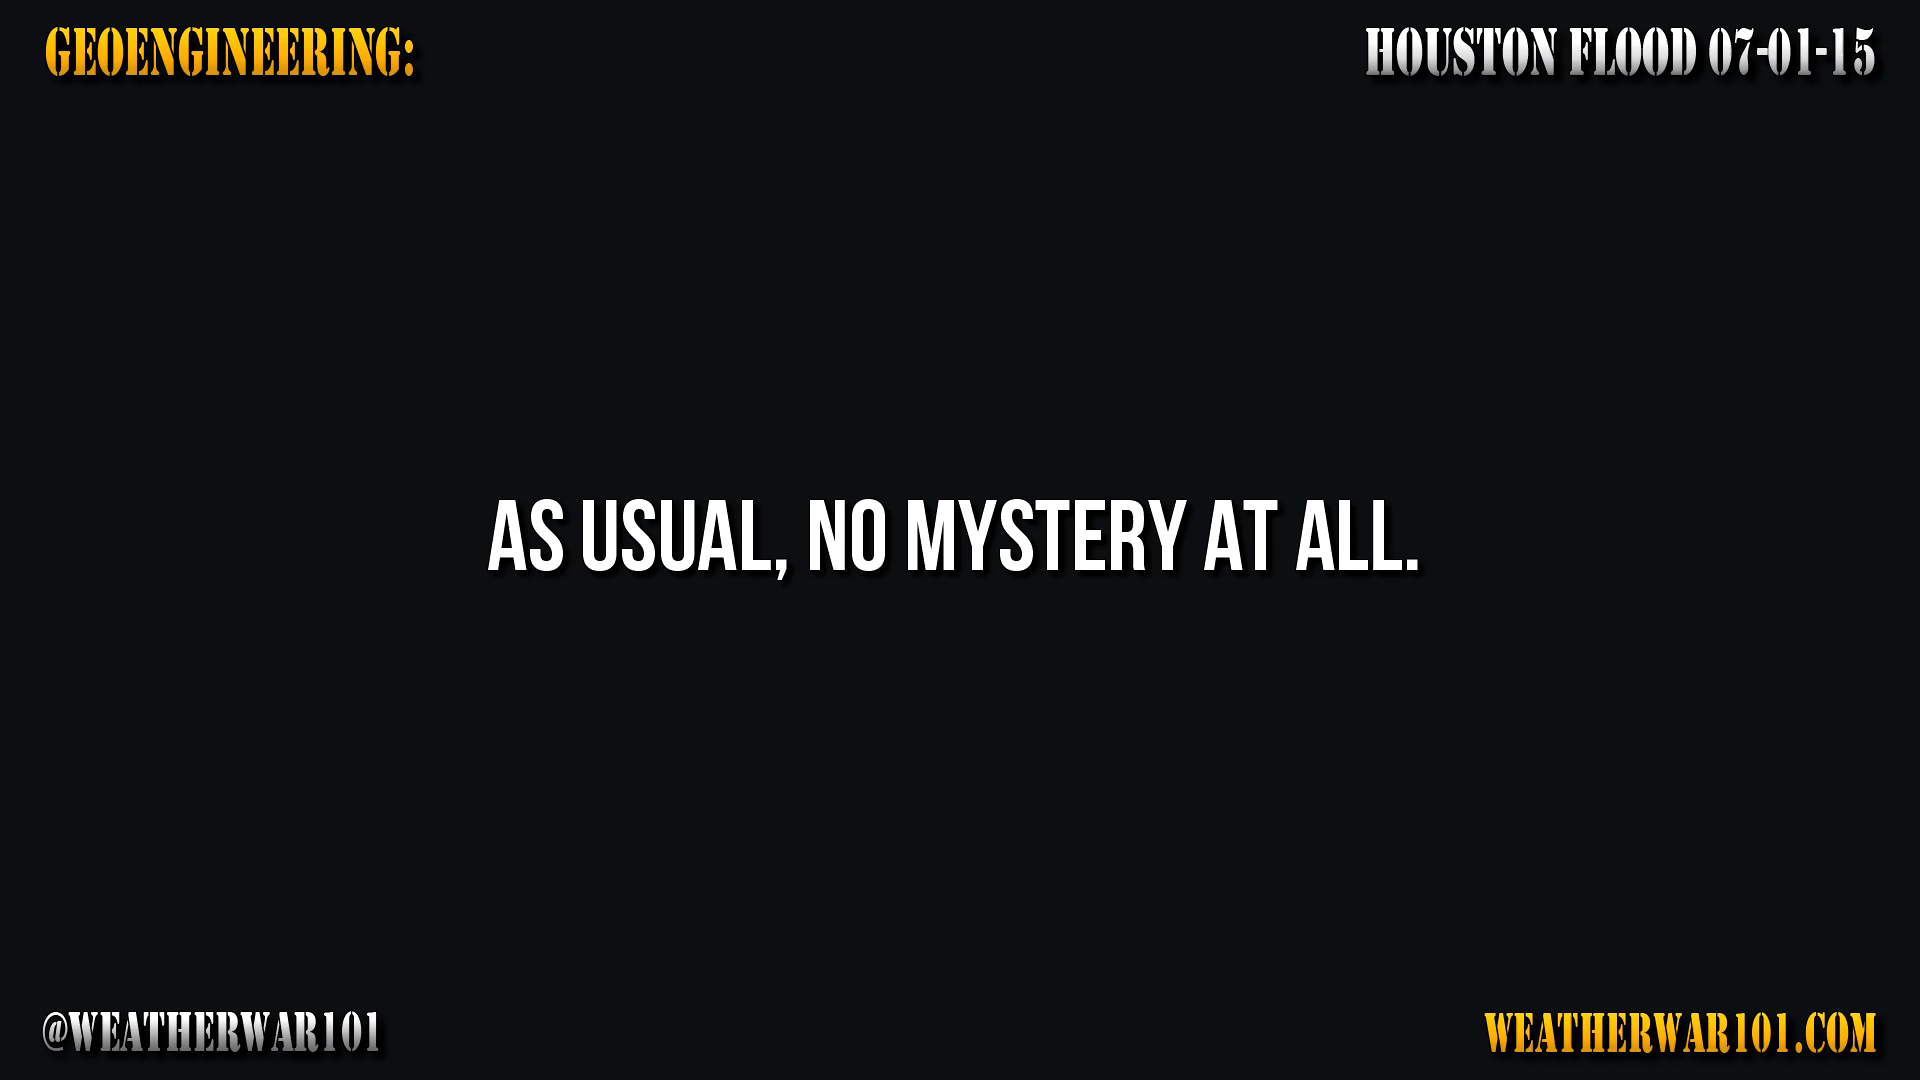 GEOENGINEERING:
HOUSTON FLOOD 07-01-15
AS USUAL, NO MYSTERY AT ALL.
@WEATHERWAR101
WEATHERWAR101.COM